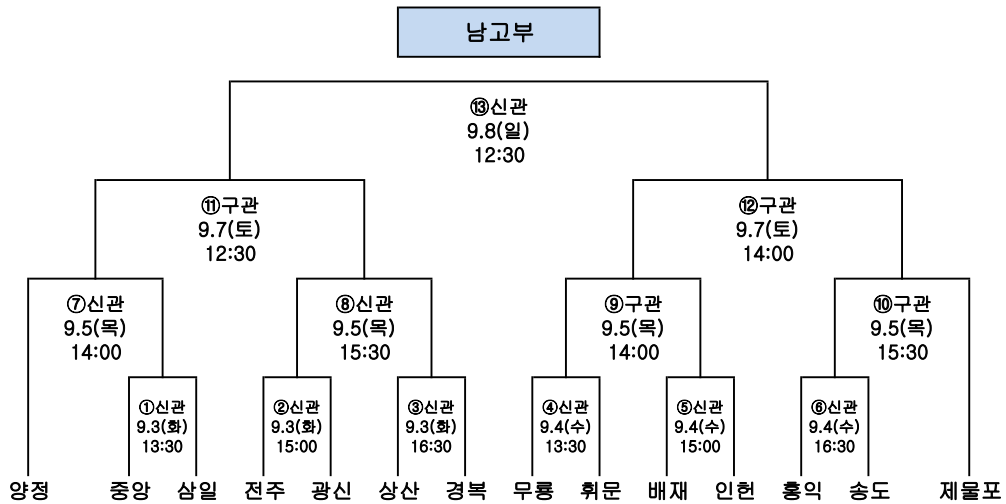 남고부
⑬신관
9.8(일)
12:30
⑪구관
9.7(토)
12:30
⑫구관
9.7(토)
14:00
⑦신관
9.5(목)
14:00
⑧신관
9.5(목)
15:30
⑨구관
9.5(목)
14:00
⑩구관
9.5(목)
15:30
①신관
9.3(화)
13:30
②신관
9.3(화)
15:00
③신관
9.3(화)
16:30
④신관
9.4(수)
13:30
⑤신관
9.4(수)
15:00
⑥신관
9.4(수)
16:30
양정 중앙 삼일 전주 광신 상산 경복 무룡 휘문 배재 인헌 홍익 송도 제물포